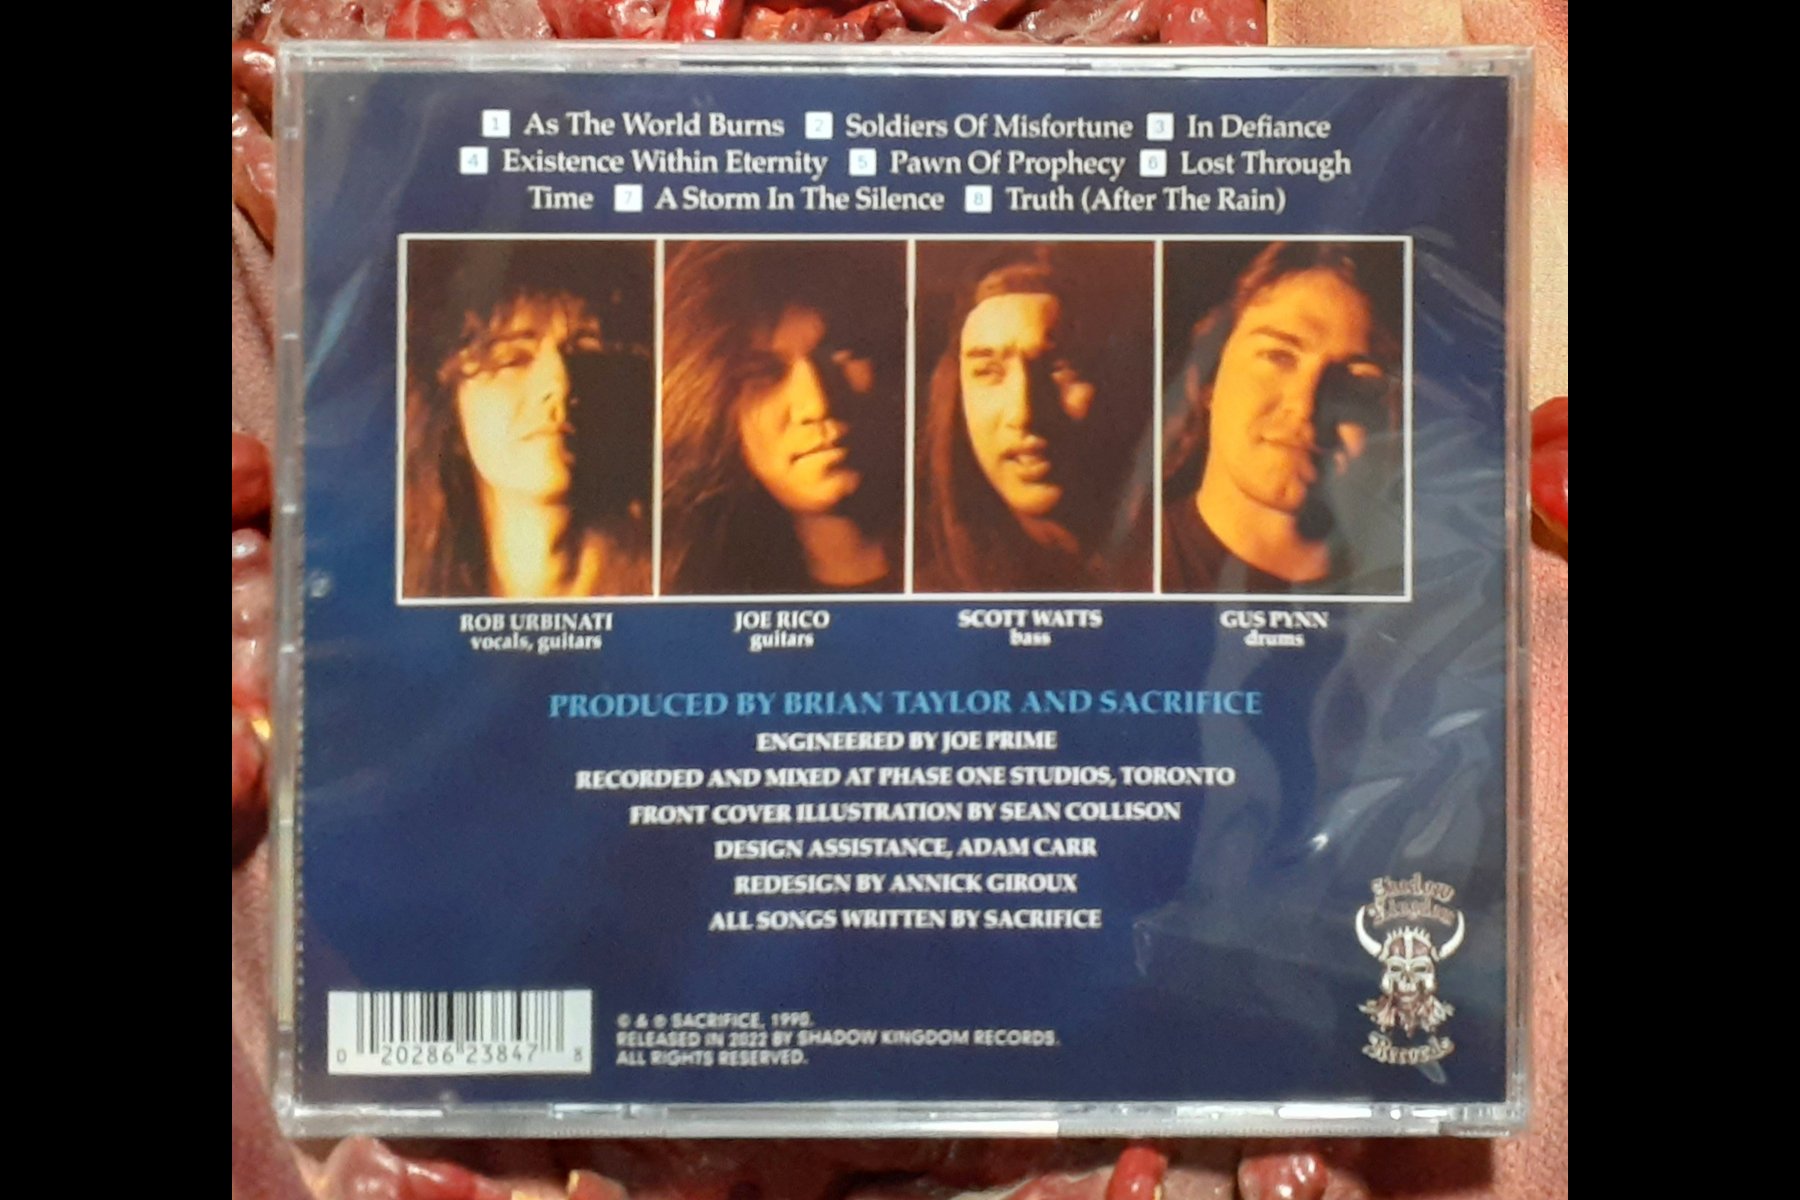 1 As The World Burns 2 Soldiers Of Misfortune 3 In Defiance
4 Existence Within Eternity 5 Pawn Of Prophecy 6 Lost Through
Time 7 A Storm In The Silence 8 Truth (After The Rain)
ROB URBINATI
vocals, guitars
JOE RICO
guitars
SCOTT WATTS
bass
GUS PYNN
drums
PRODUCED BY BRIAN TAYLOR AND SACRIFICE
ENGINEERED BY JOE PRIME
RECORDED AND MIXED AT PHASE ONE STUDIOS, TORONTO
FRONT COVER ILLUSTRATION BY SEAN COLLISON
DESIGN ASSISTANCE, ADAM CARR
REDESIGN BY ANNICK GIROUX
ALL SONGS WRITTEN BY SACRIFICE
Shadow
Kingdom
Records
0 20286 23847 8
© & ℗ SACRIFICE, 1990.
RELEASED IN 2022 BY SHADOW KINGDOM RECORDS.
ALL RIGHTS RESERVED.